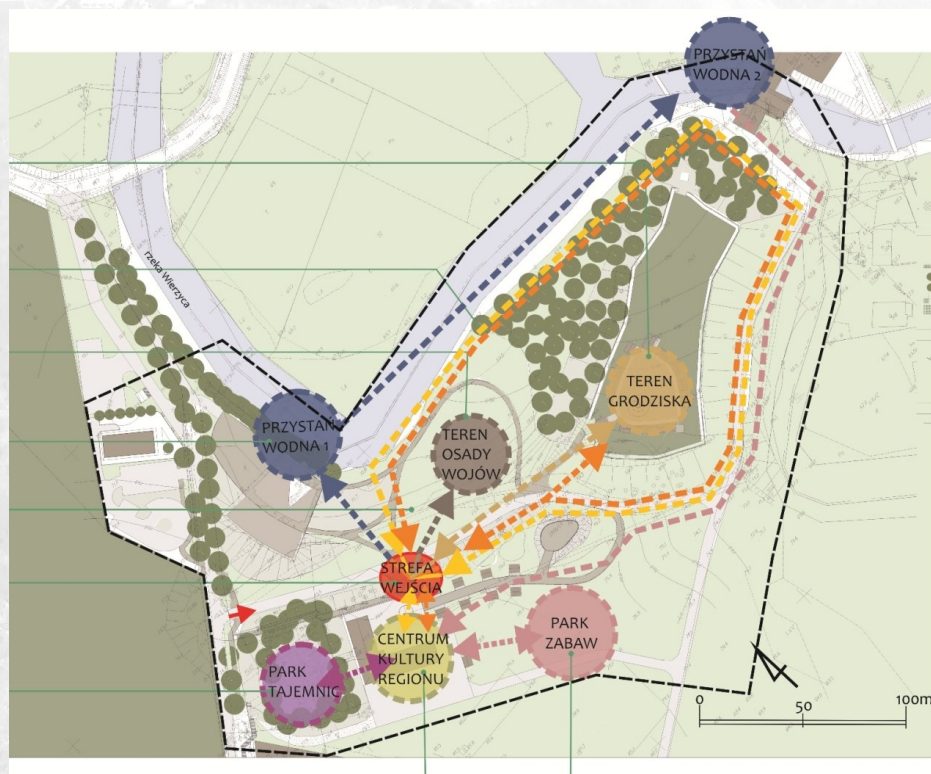 PRZYSTAŃ
WODNA 2
rzeka Wierzyca
TEREN
GRODZISKA
PRZYSTAŃ
WODNA 1
TEREN
OSADY
WOJÓW
STREFA
WEJŚCIA
CENTRUM
KULTURY
REGIONU
PARK
ZABAW
PARK
TAJEMNIC
0
50
100m